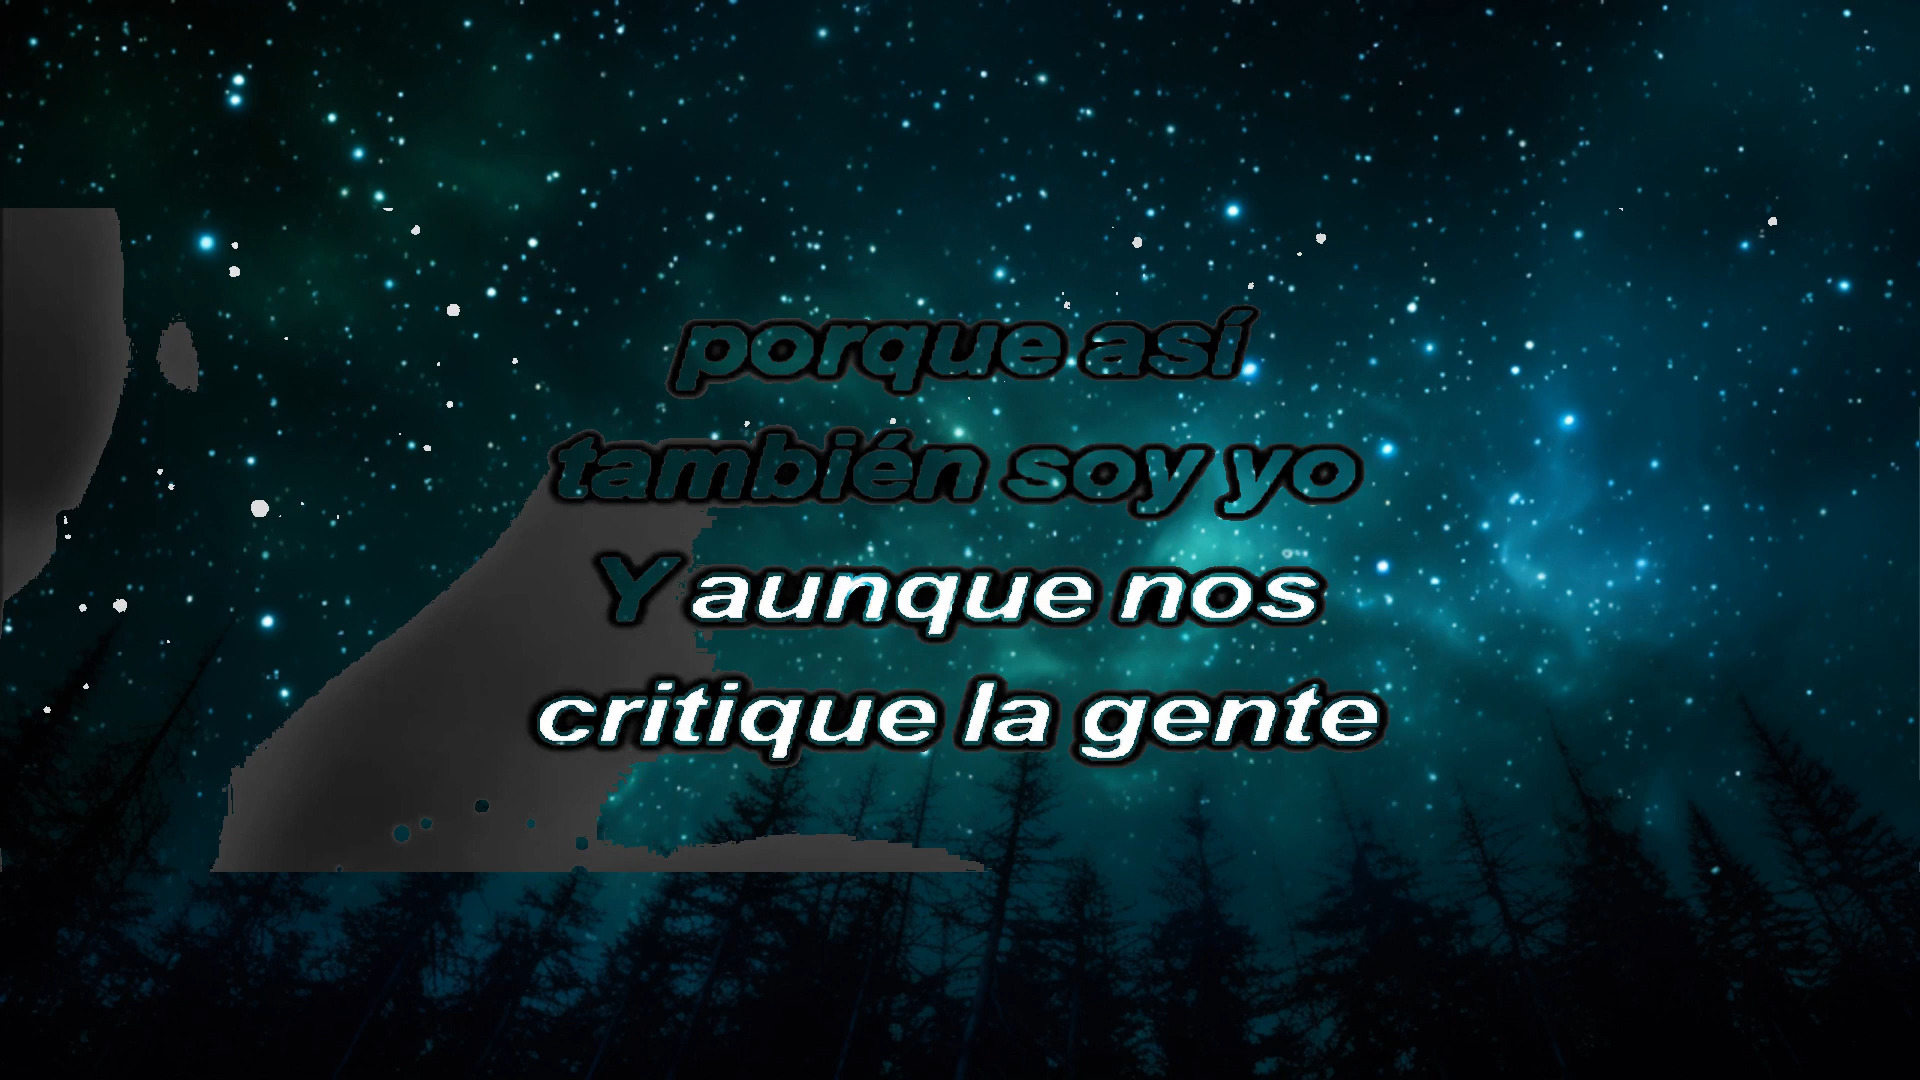 porque así
también soy yo
Y aunque nos
critique la gente